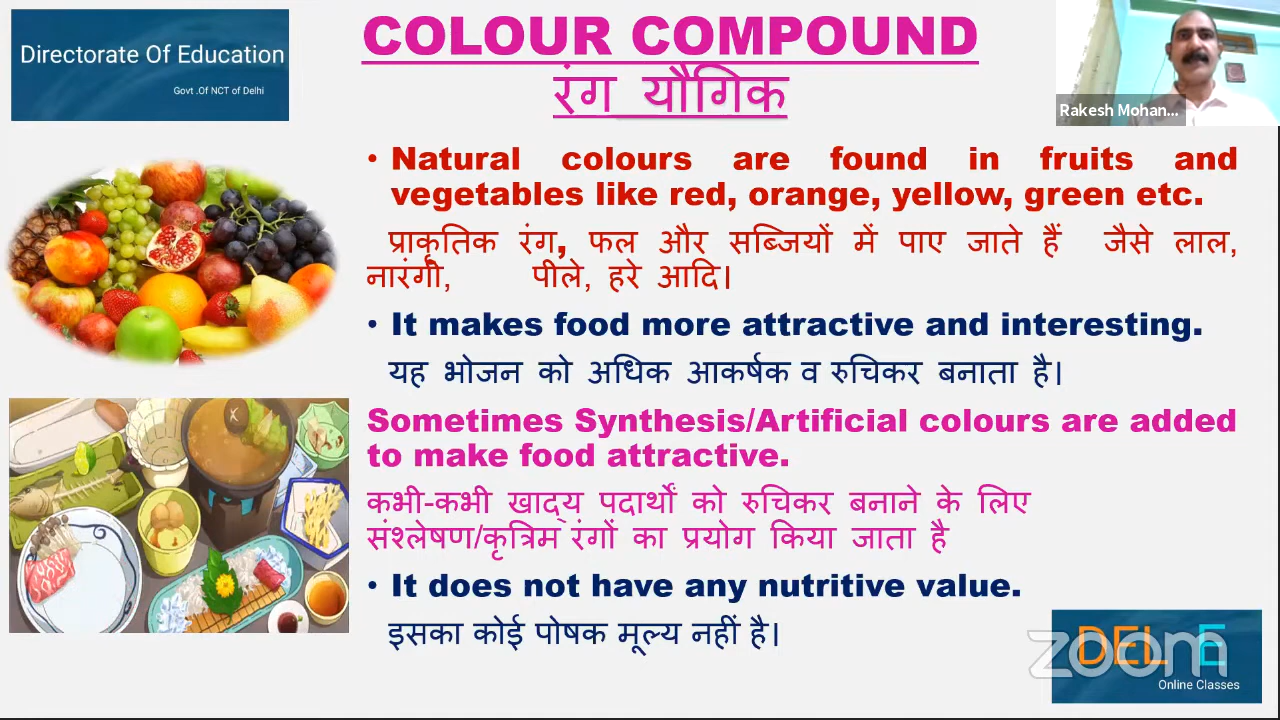 Directorate Of Education
Govt .Of NCT of Delhi
COLOUR COMPOUND
रंग यौगिक
Rakesh Mohan...
• Natural colours are found in fruits and
vegetables like red, orange, yellow, green etc.
प्राकृतिक रंग, फल और सब्जियों में पाए जाते हैं जैसे लाल,
नारंगी, पीले, हरे आदि।
• It makes food more attractive and interesting.
यह भोजन को अधिक आकर्षक व रुचिकर बनाता है।
Sometimes Synthesis/Artificial colours are added
to make food attractive.
कभी-कभी खाद्य पदार्थों को रुचिकर बनाने के लिए
संश्लेषण/कृत्रिम रंगों का प्रयोग किया जाता है
• It does not have any nutritive value.
इसका कोई पोषक मूल्य नहीं है।
zoom
Online Classes